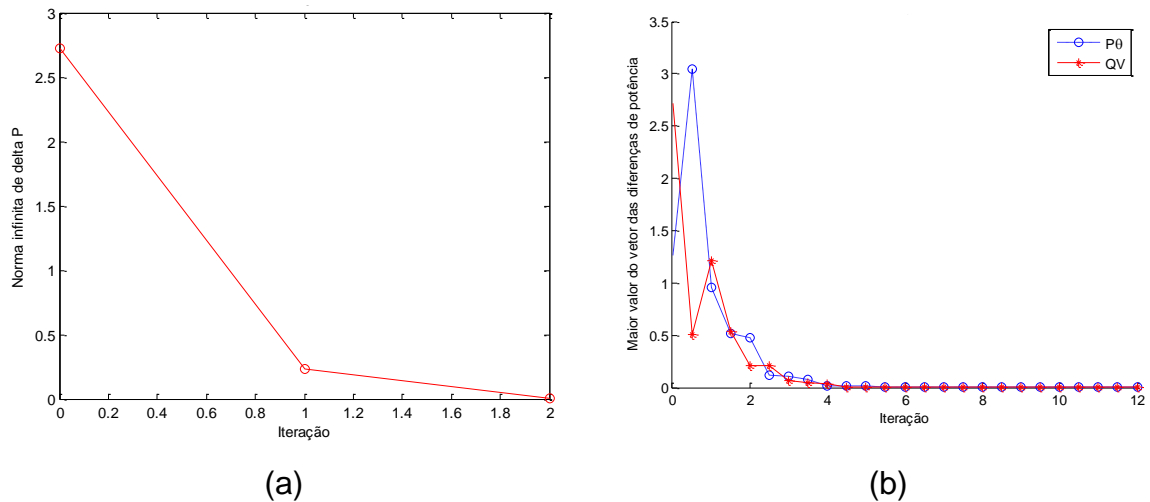 3
2.5
2
1.5
1
0.5
0
Norma infinita de delta P
0 0.2 0.4 0.6 0.8 1 1.2 1.4 1.6 1.8 2
Iteração
(a)
3.5
3
2.5
2
1.5
1
0.5
0
Maior valor do vetor das diferenças de potência
Pθ
QV
0 2 4 6 8 10 12
Iteração
(b)